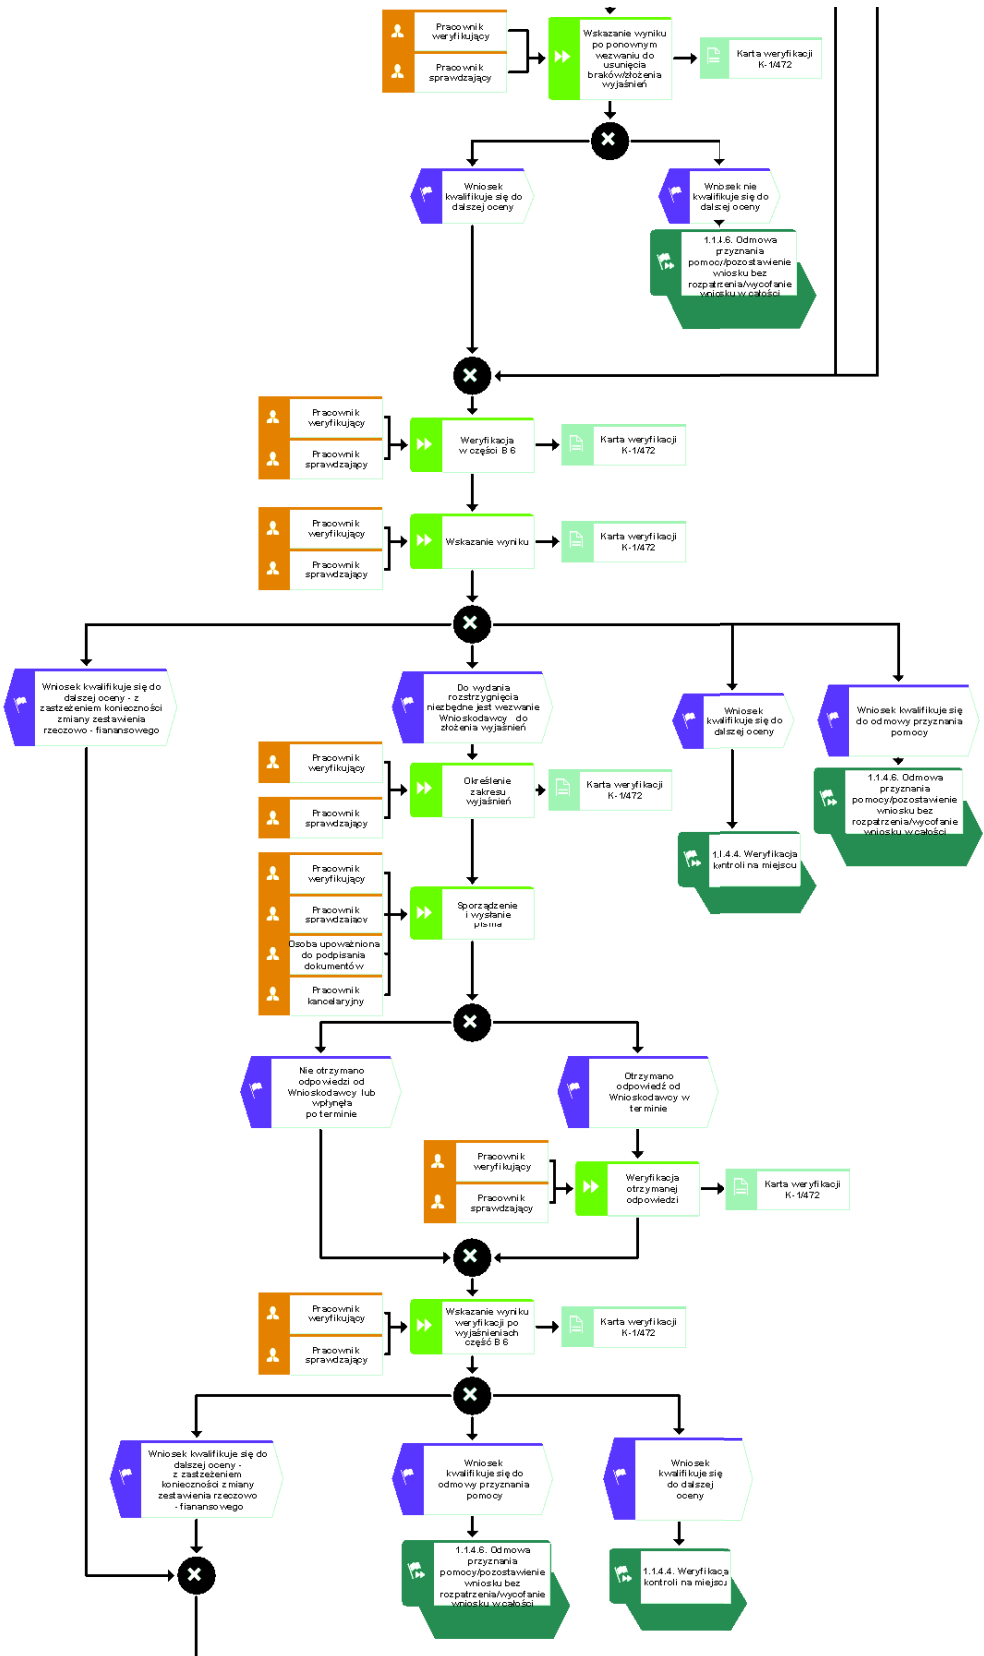 Pracownik
weryfikujący
Pracownik
sprawdzający
Wskazanie wyniku
po ponownym
wezwaniu do
usunięcia
braków/złożenia
wyjaśnień
Karta weryfikacji
K-1/472
Wniosek
kwalifikuje się do
dalszej oceny
Wniosek nie
kwalifikuje się do
dalszej oceny
1.1.4.6. Odmowa
przyznania
pomocy/pozostawienie
wniosku bez
rozpatrzenia/wycofanie
wniosku w całości
Pracownik
weryfikujący
Pracownik
sprawdzający
Weryfikacja
w części B 6
Karta weryfikacji
K-1/472
Pracownik
weryfikujący
Pracownik
sprawdzający
Wskazanie wyniku
Karta weryfikacji
K-1/472
Wniosek kwalifikuje się do
dalszej oceny - z
zastrzeżeniem konieczności
zmiany zestawienia
rzeczowo - fianansowego
Do wydania
rozstrzygnięcia
niezbędne jest wezwanie
Wnioskodawcy do
złożenia wyjaśnień
Wniosek
kwalifikuje się do
dalszej oceny
Wniosek kwalifikuje się
do odmowy przyznania
pomocy
Pracownik
weryfikujący
Pracownik
sprawdzający
Określenie
zakresu
wyjaśnień
Karta weryfikacji
K-1/472
1.1.4.4. Weryfikacja
kontroli na miejscu
1.1.4.6. Odmowa
przyznania
pomocy/pozostawienie
wniosku bez
rozpatrzenia/wycofanie
wniosku w całości
Pracownik
weryfikujący
Pracownik
sprawdzający
Osoba upoważniona
do podpisania
dokumentów
Pracownik
kancelaryjny
Sporządzenie
i wysłanie
pisma
Nie otrzymano
odpowiedzi od
Wnioskodawcy lub
wpłynęła
po terminie
Otrzymano
odpowiedź od
Wnioskodawcy w
terminie
Pracownik
weryfikujący
Pracownik
sprawdzający
Weryfikacja
otrzymanej
odpowiedzi
Karta weryfikacji
K-1/472
Pracownik
weryfikujący
Pracownik
sprawdzający
Wskazanie wyniku
weryfikacji po
wyjaśnieniach
część B 6
Karta weryfikacji
K-1/472
Wniosek kwalifikuje się do
dalszej oceny -
z zastrzeżeniem
konieczności zmiany
zestawienia rzeczowo
- fianansowego
Wniosek
kwalifikuje się do
odmowy przyznania
pomocy
Wniosek
kwalifikuje się
do dalszej
oceny
1.1.4.6. Odmowa
przyznania
pomocy/pozostawienie
wniosku bez
rozpatrzenia/wycofanie
wniosku w całości
1.1.4.4. Weryfikacja
kontroli na miejscu